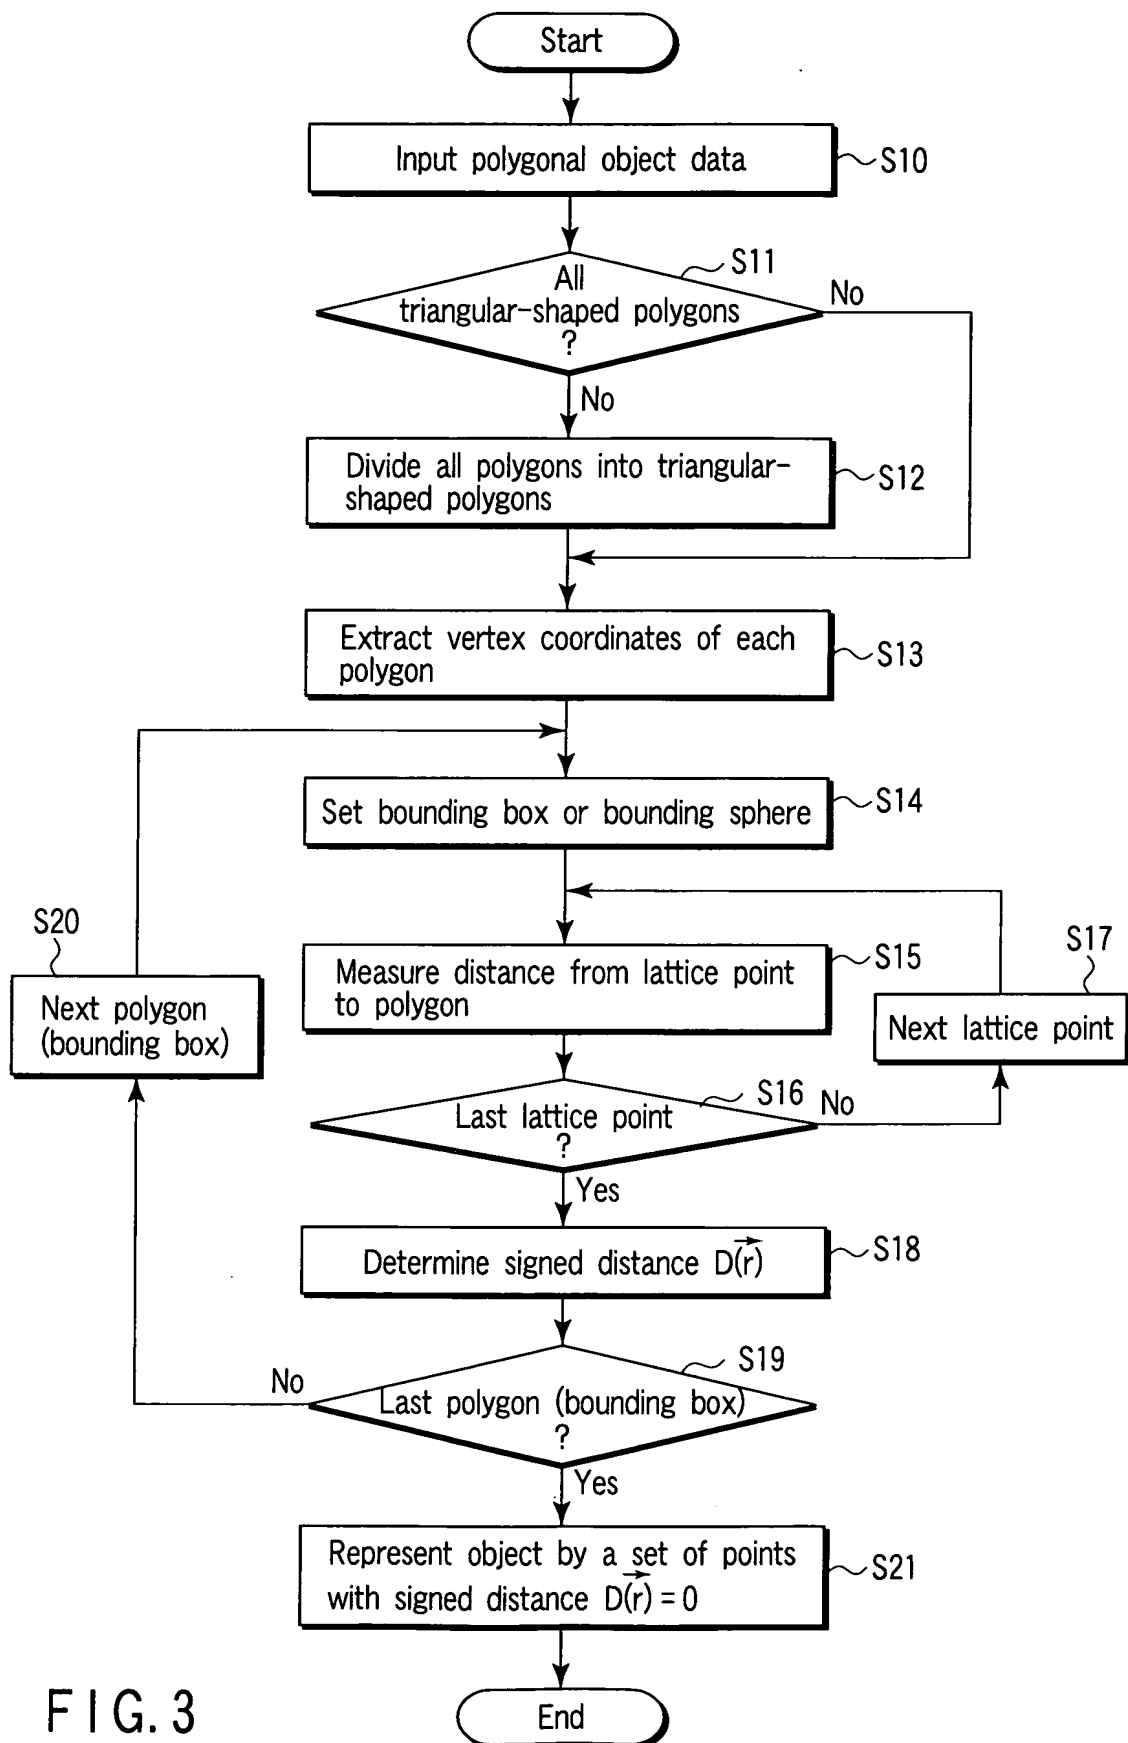 Start
Input polygonal object data
S10
S11
All
triangular-shaped polygons
?
No
No
Divide all polygons into triangular-
shaped polygons
S12
Extract vertex coordinates of each
polygon
S13
Set bounding box or bounding sphere
S14
S20
Next polygon
(bounding box)
Measure distance from lattice point
to polygon
S15
S17
Next lattice point
S16
Last lattice point
?
No
Yes
Determine signed distance D(r⃗)
S18
S19
Last polygon (bounding box)
?
No
Yes
Represent object by a set of points
with signed distance D(r⃗) = 0
S21
End
FIG. 3